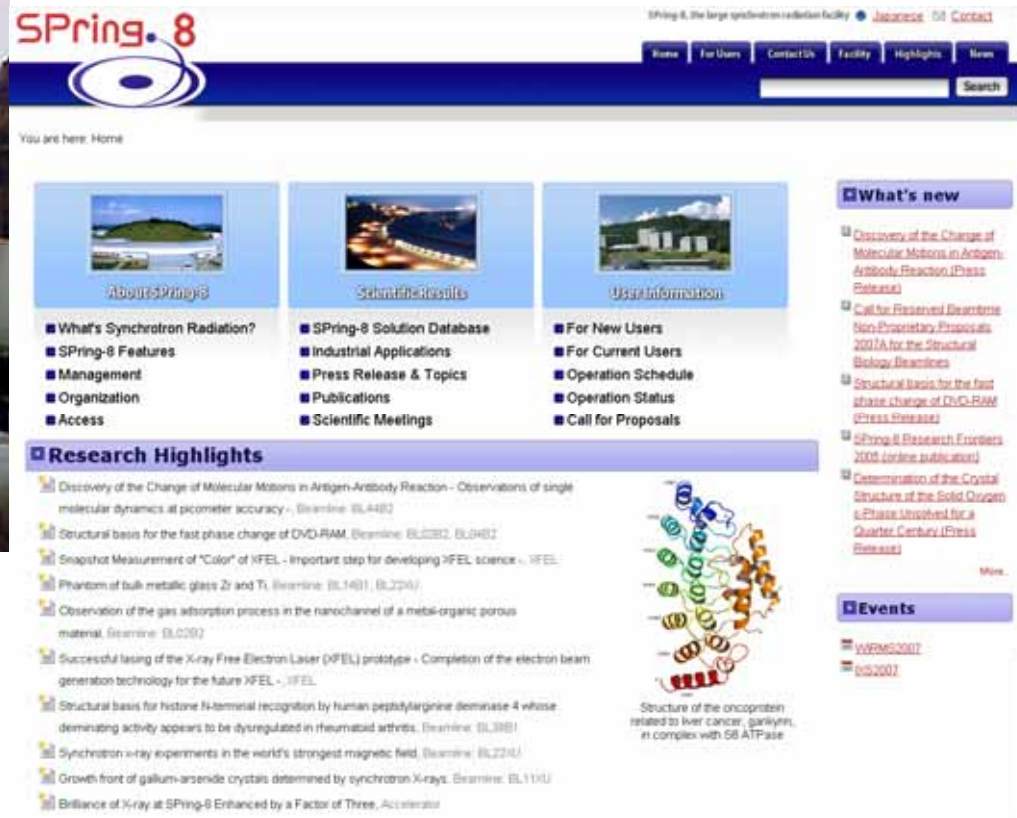 SPring-8
SPring-8, the large synchrotron radiation facility Japanese Contact
Home For Users Contact Us Facility Highlights News
Search
You are here: Home
About SPring-8
What's Synchrotron Radiation?
SPring-8 Features
Management
Organization
Access
Scientific Results
SPring-8 Solution Database
Industrial Applications
Press Release & Topics
Publications
Scientific Meetings
User Information
For New Users
For Current Users
Operation Schedule
Operation Status
Call for Proposals
Research Highlights
Discovery of the Change of Molecular Motions in Antigen-Antibody Reaction - Observations of single
molecular dynamics at picometer accuracy -, Beamline: BL44B2
Structural basis for the fast phase change of DVD-RAM, Beamline: BL02B2, BL04B2
Snapshot Measurement of "Color" of XFEL - Important step for developing XFEL science -, XFEL
Phantom of bulk metallic glass Zr and Ti, Beamline: BL14B1, BL22XU
Observation of the gas adsorption process in the nanochannel of a metal-organic porous
material, Beamline: BL02B2
Successful lasing of the X-ray Free Electron Laser (XFEL) prototype - Completion of the electron beam
generation technology for the future XFEL -, XFEL
Structural basis for histone N-terminal recognition by human peptidylarginine deiminase 4 whose
deiminating activity appears to be dysregulated in rheumatoid arthritis, Beamline: BL38B1
Synchrotron x-ray experiments in the world's strongest magnetic field, Beamline: BL22XU
Growth front of gallium-arsenide crystals determined by synchrotron X-rays, Beamline: BL11XU
Brilliance of X-ray at SPring-8 Enhanced by a Factor of Three, Accelerator
Structure of the oncoprotein
related to liver cancer, gankyrin,
in complex with S6 ATPase
What's new
Discovery of the Change of
Molecular Motions in Antigen-
Antibody Reaction (Press
Release)
Call for Reserved Beamtime
Non-Proprietary Proposals
2007A for the Structural
Biology Beamlines
Structural basis for the fast
phase change of DVD-RAM
(Press Release)
SPring-8 Research Frontiers
2005 (online publication)
Determination of the Crystal
Structure of the Solid Oxygen
ε-Phase Unsolved for a
Quarter Century (Press
Release)
More...
Events
WIRMS2007
IXS2007